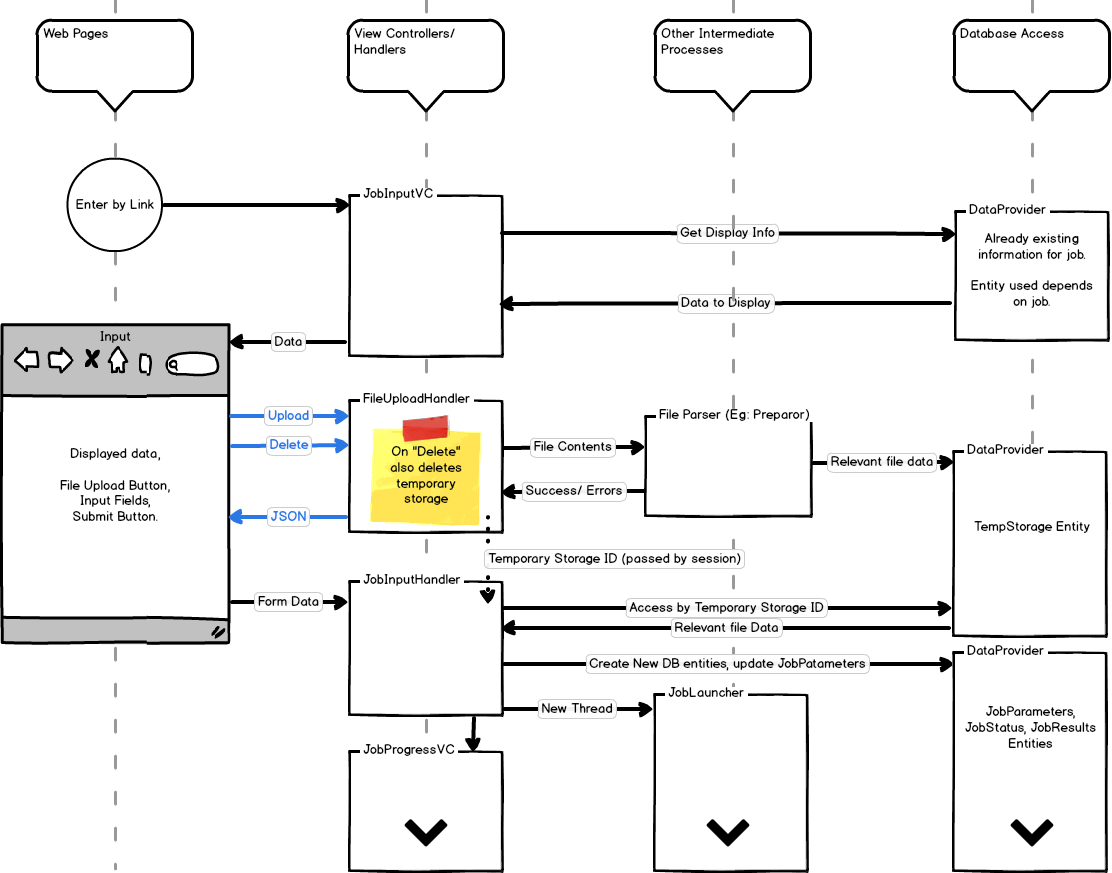 Web Pages
View Controllers/
Handlers
Other Intermediate
Processes
Database Access
Enter by Link
JobInputVC
Get Display Info
DataProvider
Already existing
information for job.
Entity used depends
on job.
Data to Display
Data
Input
Displayed data,
File Upload Button,
Input Fields,
Submit Button.
Upload
Delete
JSON
FileUploadHandler
On "Delete"
also deletes
temporary
storage
File Contents
Success/ Errors
File Parser (Eg: Preparor)
Relevant file data
DataProvider
TempStorage Entity
Temporary Storage ID (passed by session)
Form Data
JobInputHandler
Access by Temporary Storage ID
Relevant file Data
Create New DB entities, update JobPatameters
New Thread
JobLauncher
DataProvider
JobParameters,
JobStatus, JobResults
Entities
JobProgressVC